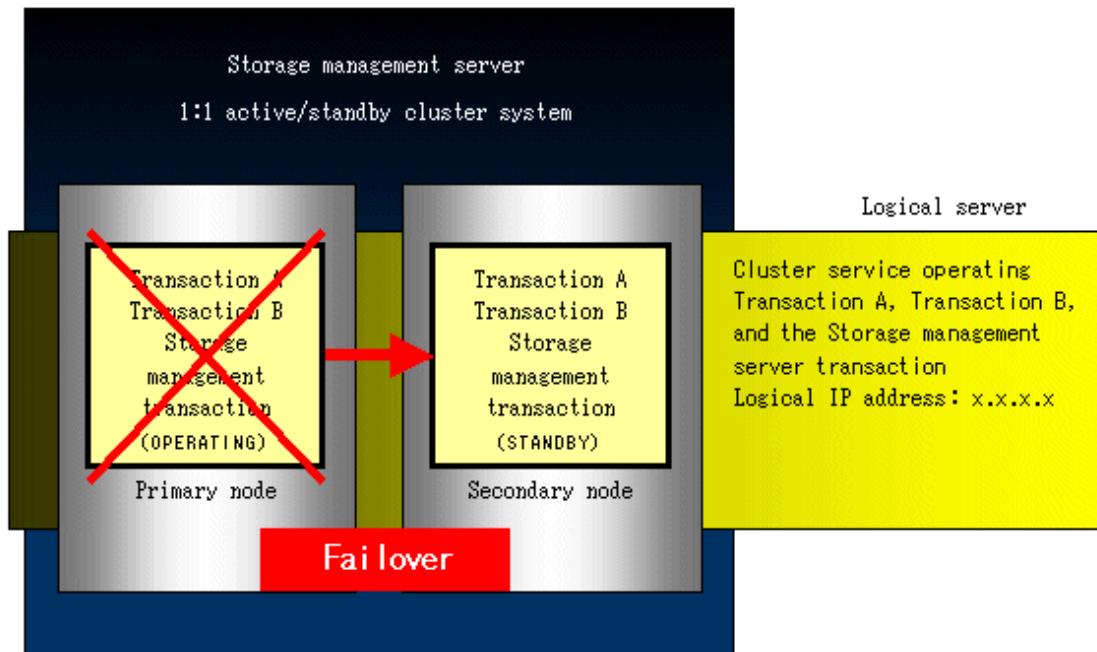 Storage management server
1:1 active/standby cluster system
Logical server
Transaction A
Transaction B
Storage
management
transaction
(OPERATING)
Primary node
Transaction A
Transaction B
Storage
management
transaction
(STANDBY)
Secondary node
Cluster service operating
Transaction A, Transaction B,
and the Storage management
server transaction
Logical IP address: x.x.x.x
Failover